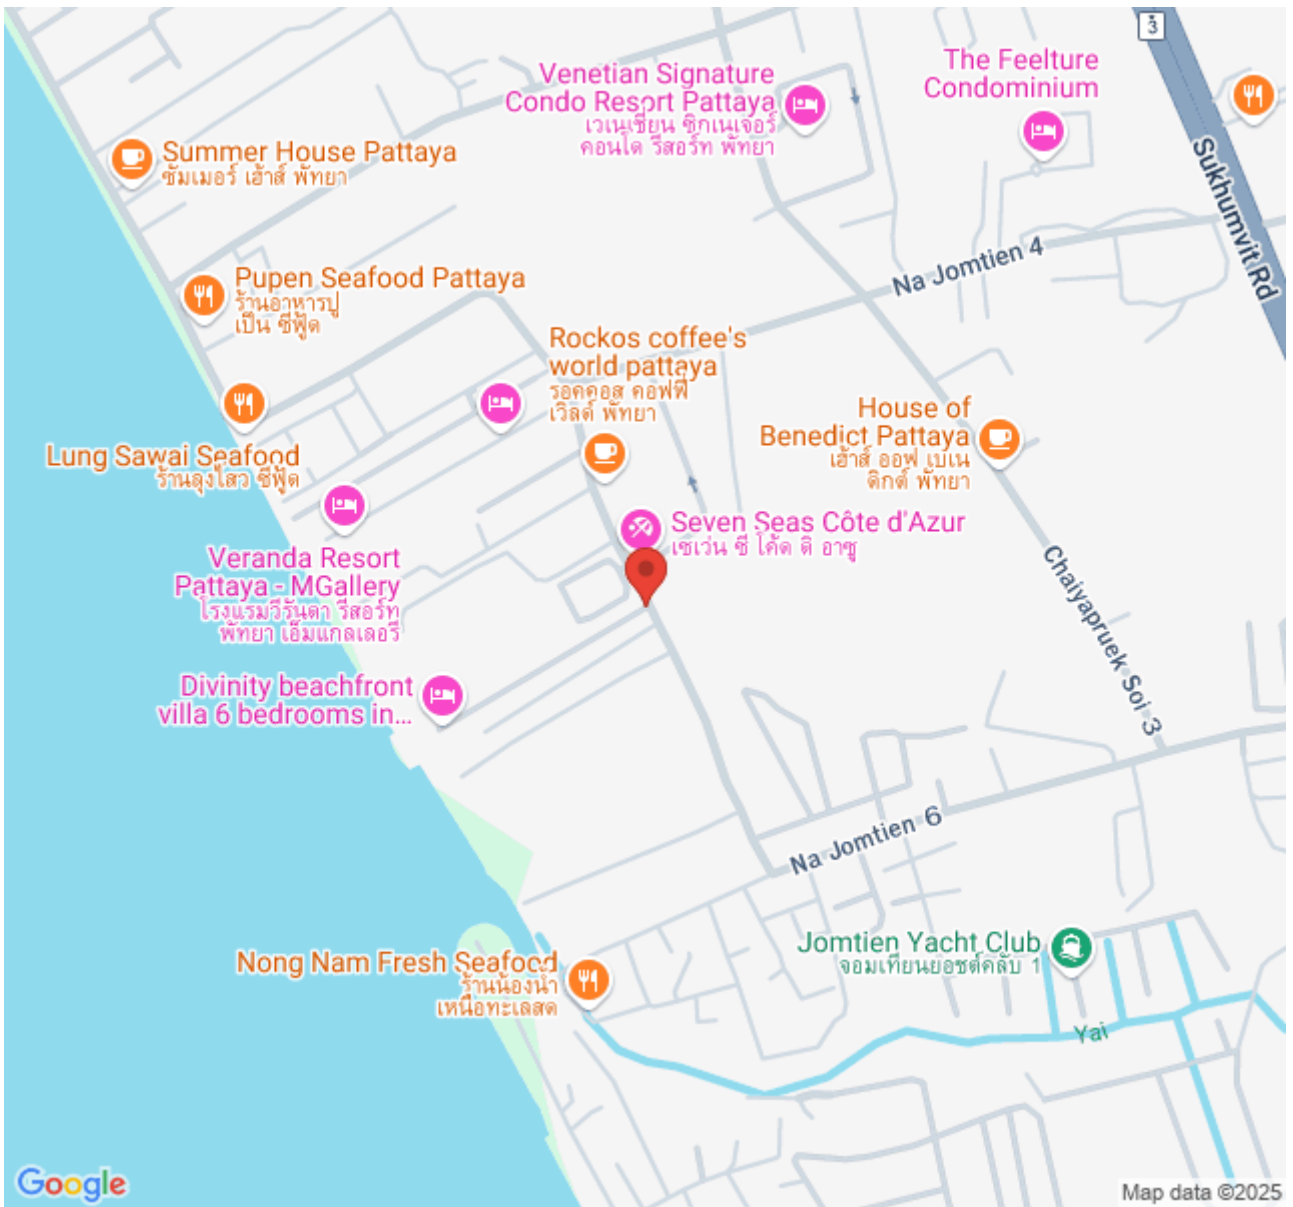 3
The Feelture
Condominium
Venetian Signature
Condo Resort Pattaya
เวเนเชี่ยน ซิกเนเจอร์
คอนโด รีสอร์ท พัทยา
Sukhumvit Rd
Summer House Pattaya
ซัมเมอร์ เฮ้าส์ พัทยา
Na Jomtien 4
Pupen Seafood Pattaya
ร้านอาหารปู
เป็น ซีฟู้ด
Rockos coffee's
world pattaya
รอคคอส คอฟฟี่
เวิลด์ พัทยา
House of
Benedict Pattaya
เฮ้าส์ ออฟ เบเน
ดิกต์ พัทยา
Lung Sawai Seafood
ร้านลุงไสว ซีฟู้ด
Seven Seas Côte d'Azur
เซเว่น ซี โค้ด ดิ อาซู
Veranda Resort
Pattaya - MGallery
โรงแรมวีรันดา รีสอร์ท
พัทยา เอ็มแกลเลอรี
Chaiyapruek Soi 3
Divinity beachfront
villa 6 bedrooms in...
Na Jomtien 6
Jomtien Yacht Club
จอมเทียนยอชต์คลับ 1
Nong Nam Fresh Seafood
ร้านน้องน้ำ
เหนือทะเลสด
Yai
Google
Map data ©2025